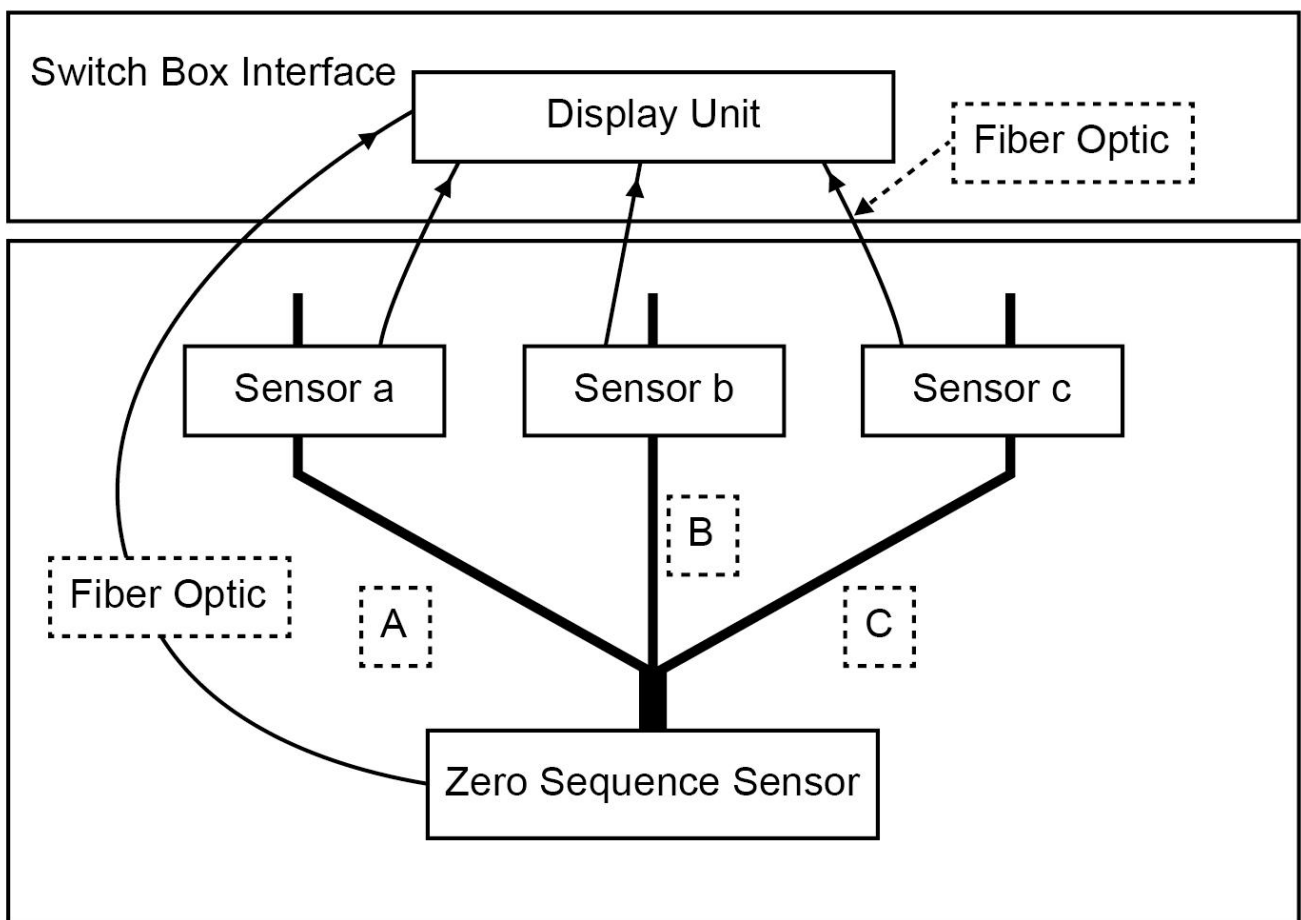 Switch Box Interface
Display Unit
Fiber Optic
Sensor a
Sensor b
Sensor c
B
Fiber Optic
A
C
Zero Sequence Sensor